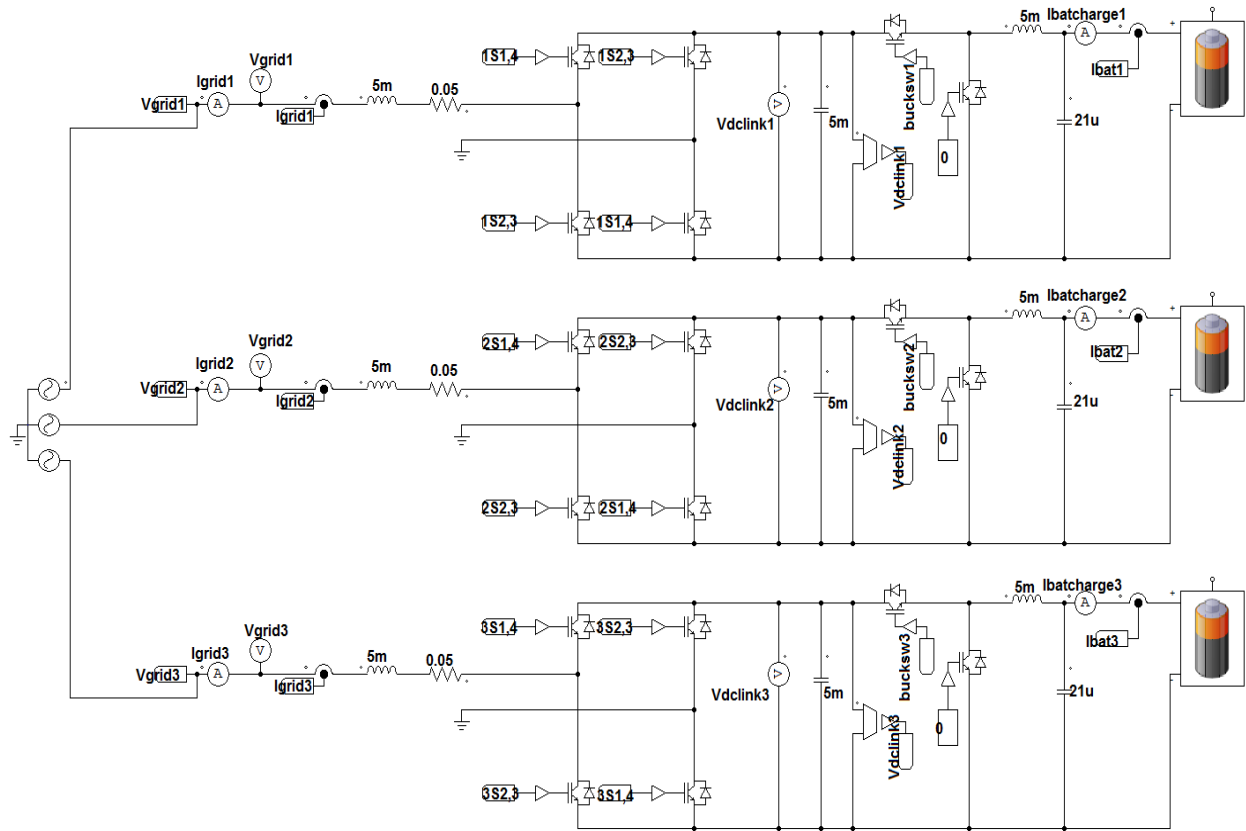 5m
Ibatcharge1
Vgrid1
Igrid1
V
1S1,4
1S2,3
A
Ibat1
5m
0.05
Vgrid1
A
Igrid1
bucksw1
V
Vdclink1
5m
21u
Vdclink1
0
1S2,3
1S1,4
5m
Ibatcharge2
Vgrid2
Igrid2
V
2S1,4
2S2,3
A
Ibat2
5m
0.05
Vgrid2
A
Igrid2
bucksw2
V
Vdclink2
5m
21u
Vdclink2
0
2S2,3
2S1,4
5m
Ibatcharge3
Vgrid3
Igrid3
V
3S1,4
3S2,3
A
Ibat3
5m
0.05
Vgrid3
A
Igrid3
bucksw3
V
Vdclink3
5m
21u
Vdclink3
0
3S2,3
3S1,4